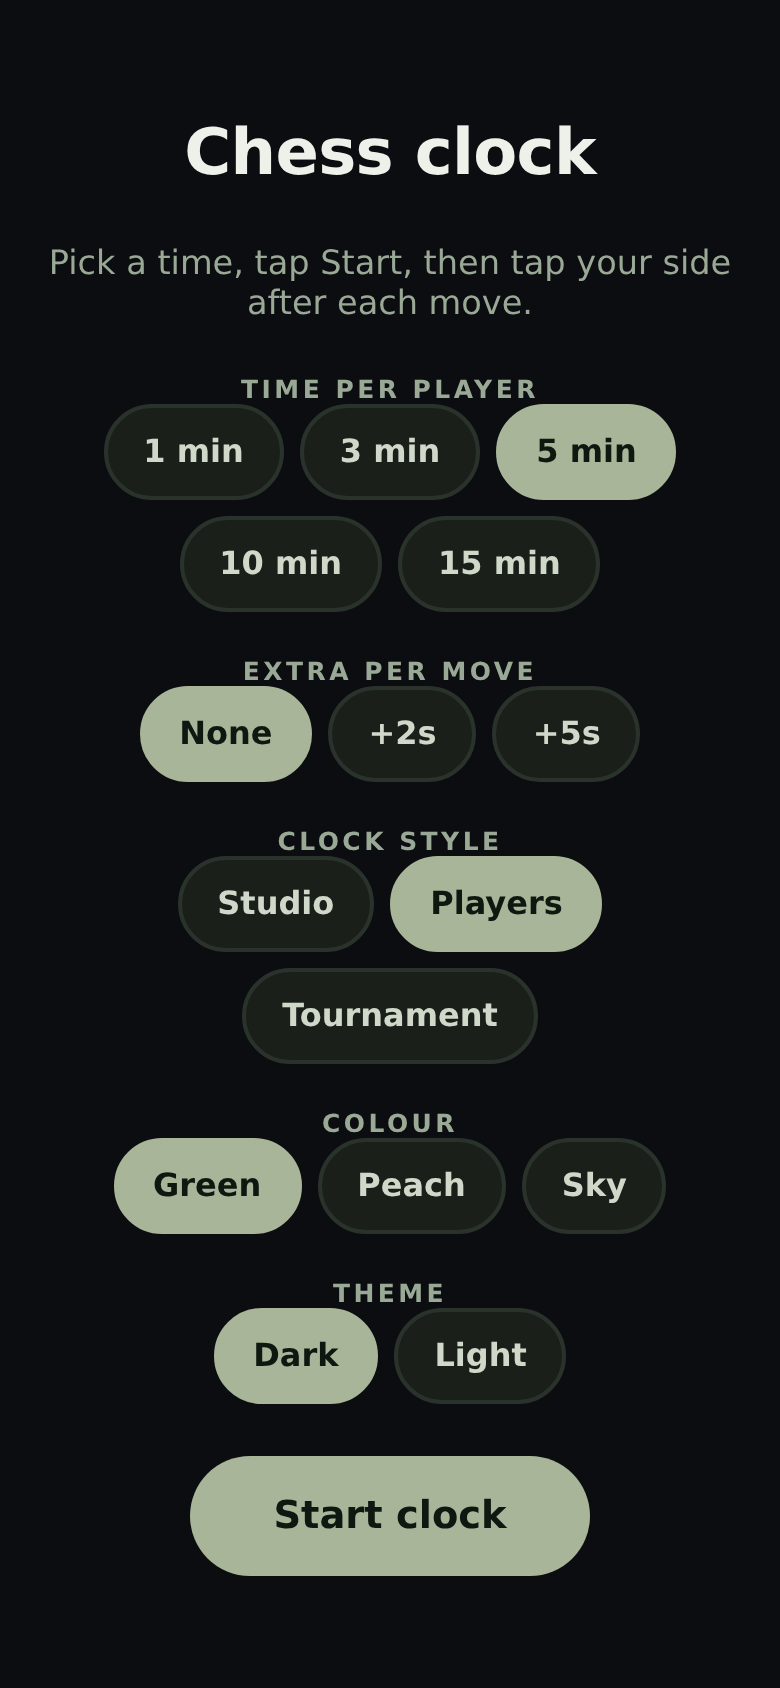 Chess clock
Pick a time, tap Start, then tap your side
after each move.
TIME PER PLAYER
1 min 3 min 5 min
10 min 15 min
EXTRA PER MOVE
None +2s +5s
CLOCK STYLE
Studio Players
Tournament
COLOUR
Green Peach Sky
THEME
Dark Light
Start clock